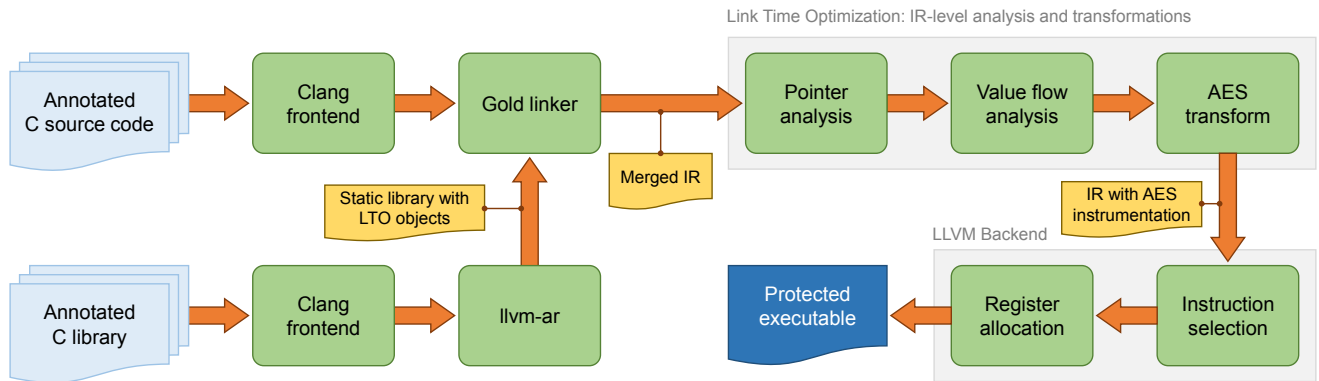 Link Time Optimization: IR-level analysis and transformations
Annotated
C source code
Clang
frontend
Gold linker
Pointer
analysis
Value flow
analysis
AES
transform
Merged IR
Static library with
LTO objects
IR with AES
instrumentation
LLVM Backend
Annotated
C library
Clang
frontend
llvm-ar
Protected
executable
Register
allocation
Instruction
selection